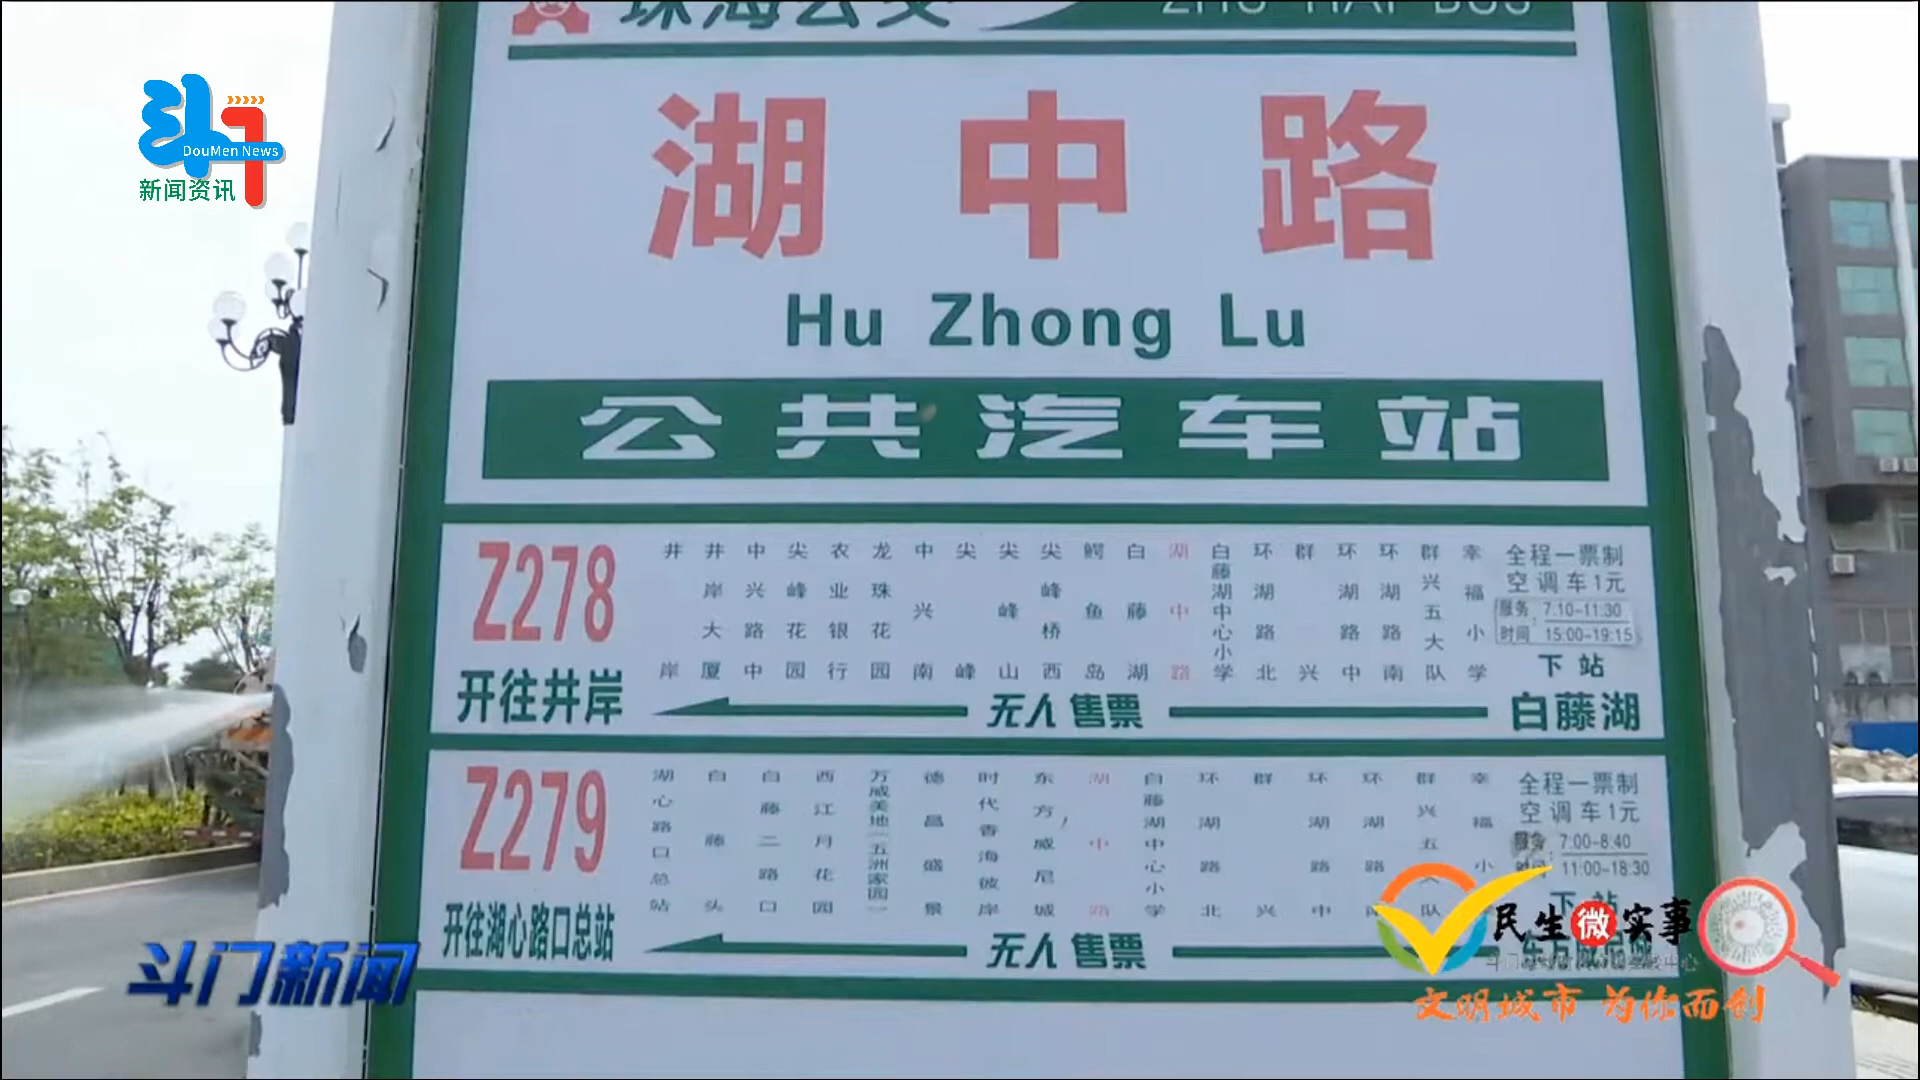 珠海公交 ZHU HAI BUS
斗门
DouMen News
新闻资讯
湖中路
Hu Zhong Lu
公共汽车站
Z278
开往井岸
井岸
井岸大厦
中兴路中
尖峰花园
农业银行
龙珠花园
中兴南
尖峰
尖峰山
尖峰桥西
鳄鱼岛
白藤湖
湖中路
白藤湖中心小学
环湖路北
群兴
环湖路中
环湖路南
群兴五大队
幸福小学
全程一票制
空调车1元
服务时间:
7:10-11:30
15:00-19:15
下站
白藤湖
无人售票
Z279
开往湖心路口总站
湖心路口总站
白藤头
白藤二路口
西江月花园
万威美地(五洲家园)
德昌盛景
时代香海彼岸
东方威尼城
湖中路
白藤湖中心小学
环湖路北
群兴
环湖路中
环湖路南
群兴五大队
幸福小学
全程一票制
空调车1元
服务时间:
7:00-8:40
11:00-18:30
下站
无人售票
斗门新闻
民生微实事
文明城市 为你而创